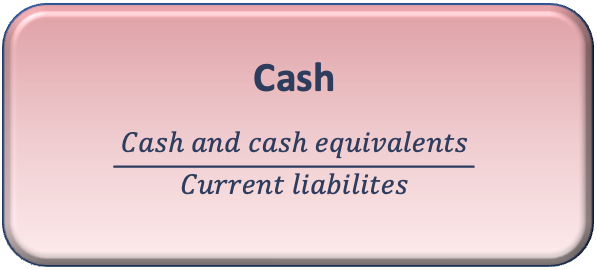 Cash
Cash and cash equivalents
Current liabilites